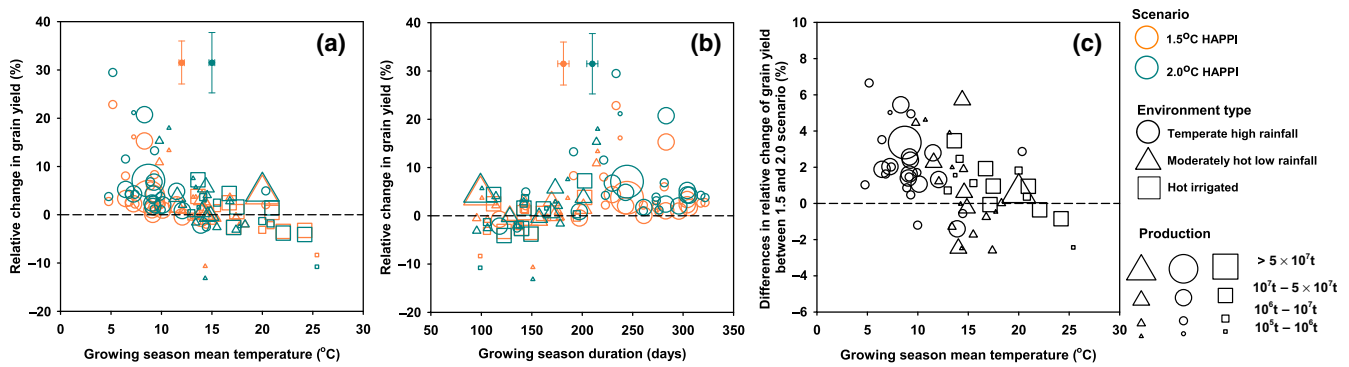 (a)
Relative change in grain yield (%)
40
30
20
10
0
–10
–20
0
5
10
15
20
25
30
Growing season mean temperature (°C)
(b)
Relative change in grain yield (%)
40
30
20
10
0
–10
–20
50
100
150
200
250
300
350
Growing season duration (days)
(c)
Differences in relative change of grain yield
between 1.5 and 2.0 scenario (%)
10
8
6
4
2
0
–2
–4
–6
0
5
10
15
20
25
30
Growing season mean temperature (°C)
Scenario
1.5°C HAPPI
2.0°C HAPPI
Environment type
Temperate high rainfall
Moderately hot low rainfall
Hot irrigated
Production
> 5 × 10⁷t
10⁷t – 5 × 10⁷t
10⁶t – 10⁷t
10⁵t – 10⁶t